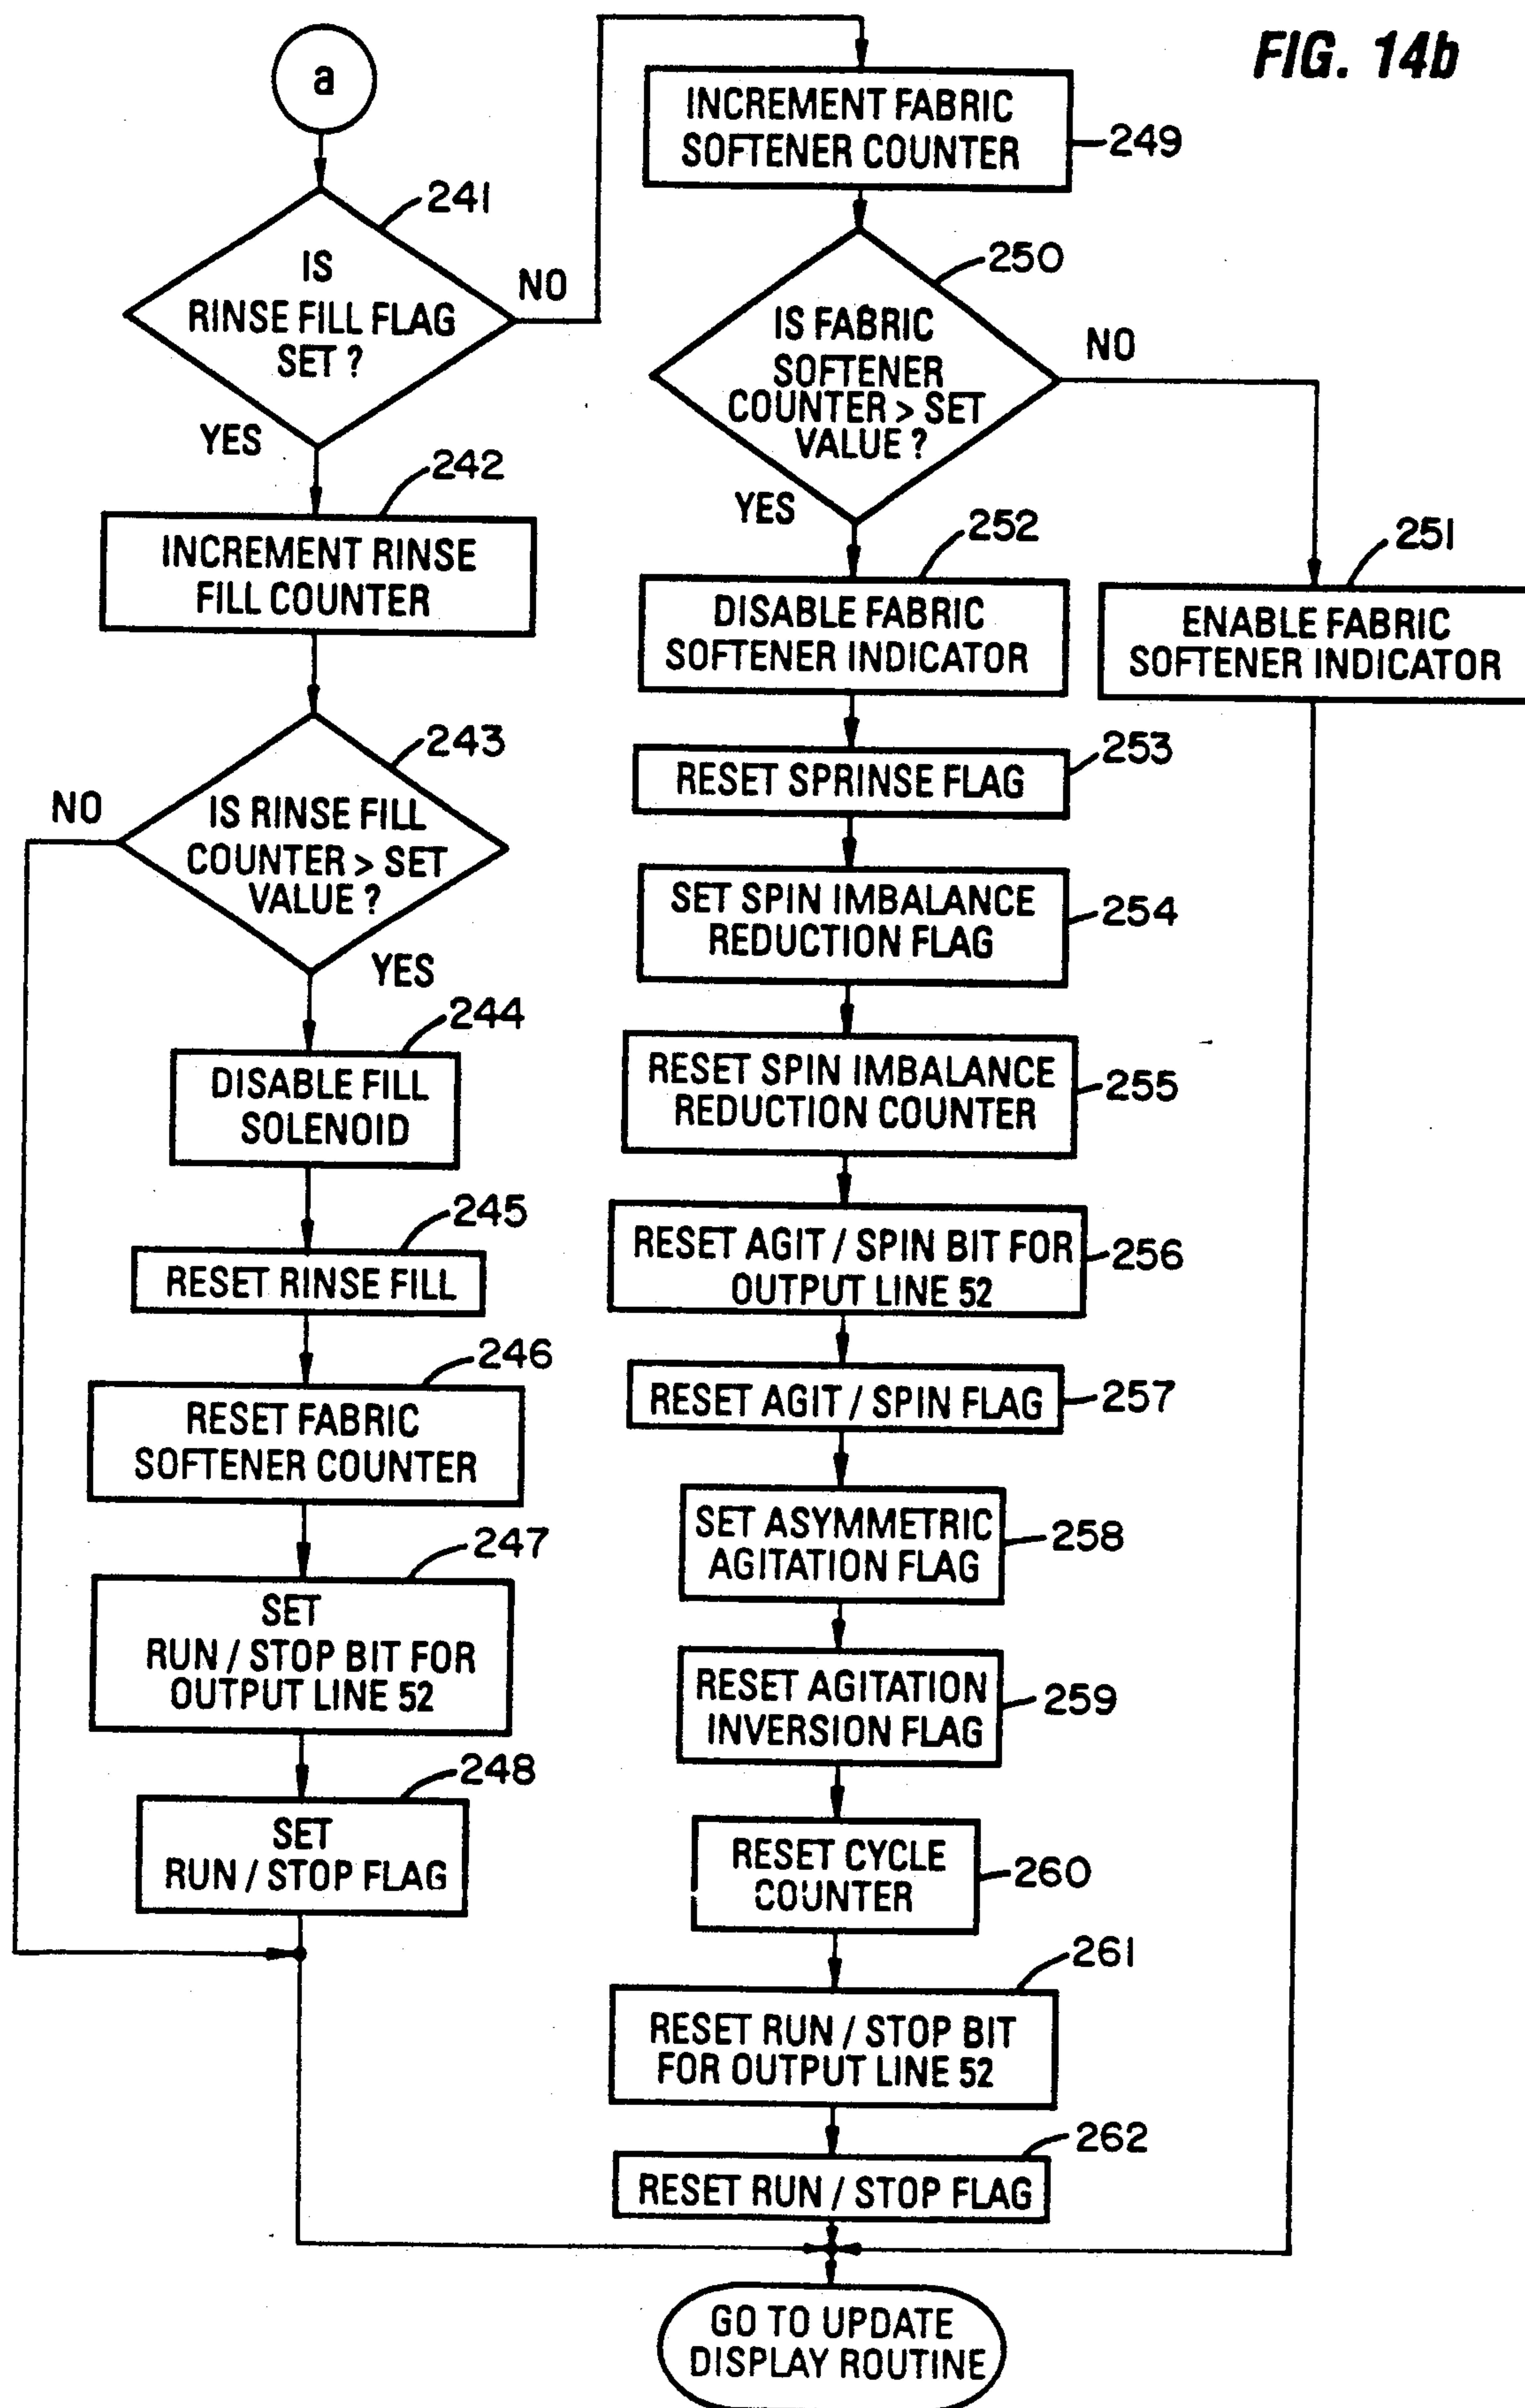 FIG. 14b
a
241
IS
RINSE FILL FLAG
SET ?
NO
YES
242
INCREMENT RINSE
FILL COUNTER
243
IS RINSE FILL
COUNTER > SET
VALUE ?
NO
YES
244
DISABLE FILL
SOLENOID
245
RESET RINSE FILL
246
RESET FABRIC
SOFTENER COUNTER
247
SET
RUN / STOP BIT FOR
OUTPUT LINE 52
248
SET
RUN / STOP FLAG
INCREMENT FABRIC
SOFTENER COUNTER
249
250
IS FABRIC
SOFTENER
COUNTER > SET
VALUE ?
NO
YES
251
ENABLE FABRIC
SOFTENER INDICATOR
252
DISABLE FABRIC
SOFTENER INDICATOR
RESET SPRINSE FLAG
253
SET SPIN IMBALANCE
REDUCTION FLAG
254
RESET SPIN IMBALANCE
REDUCTION COUNTER
255
RESET AGIT / SPIN BIT FOR
OUTPUT LINE 52
256
RESET AGIT / SPIN FLAG
257
SET ASYMMETRIC
AGITATION FLAG
258
RESET AGITATION
INVERSION FLAG
259
RESET CYCLE
COUNTER
260
261
RESET RUN / STOP BIT
FOR OUTPUT LINE 52
262
RESET RUN / STOP FLAG
GO TO UPDATE
DISPLAY ROUTINE